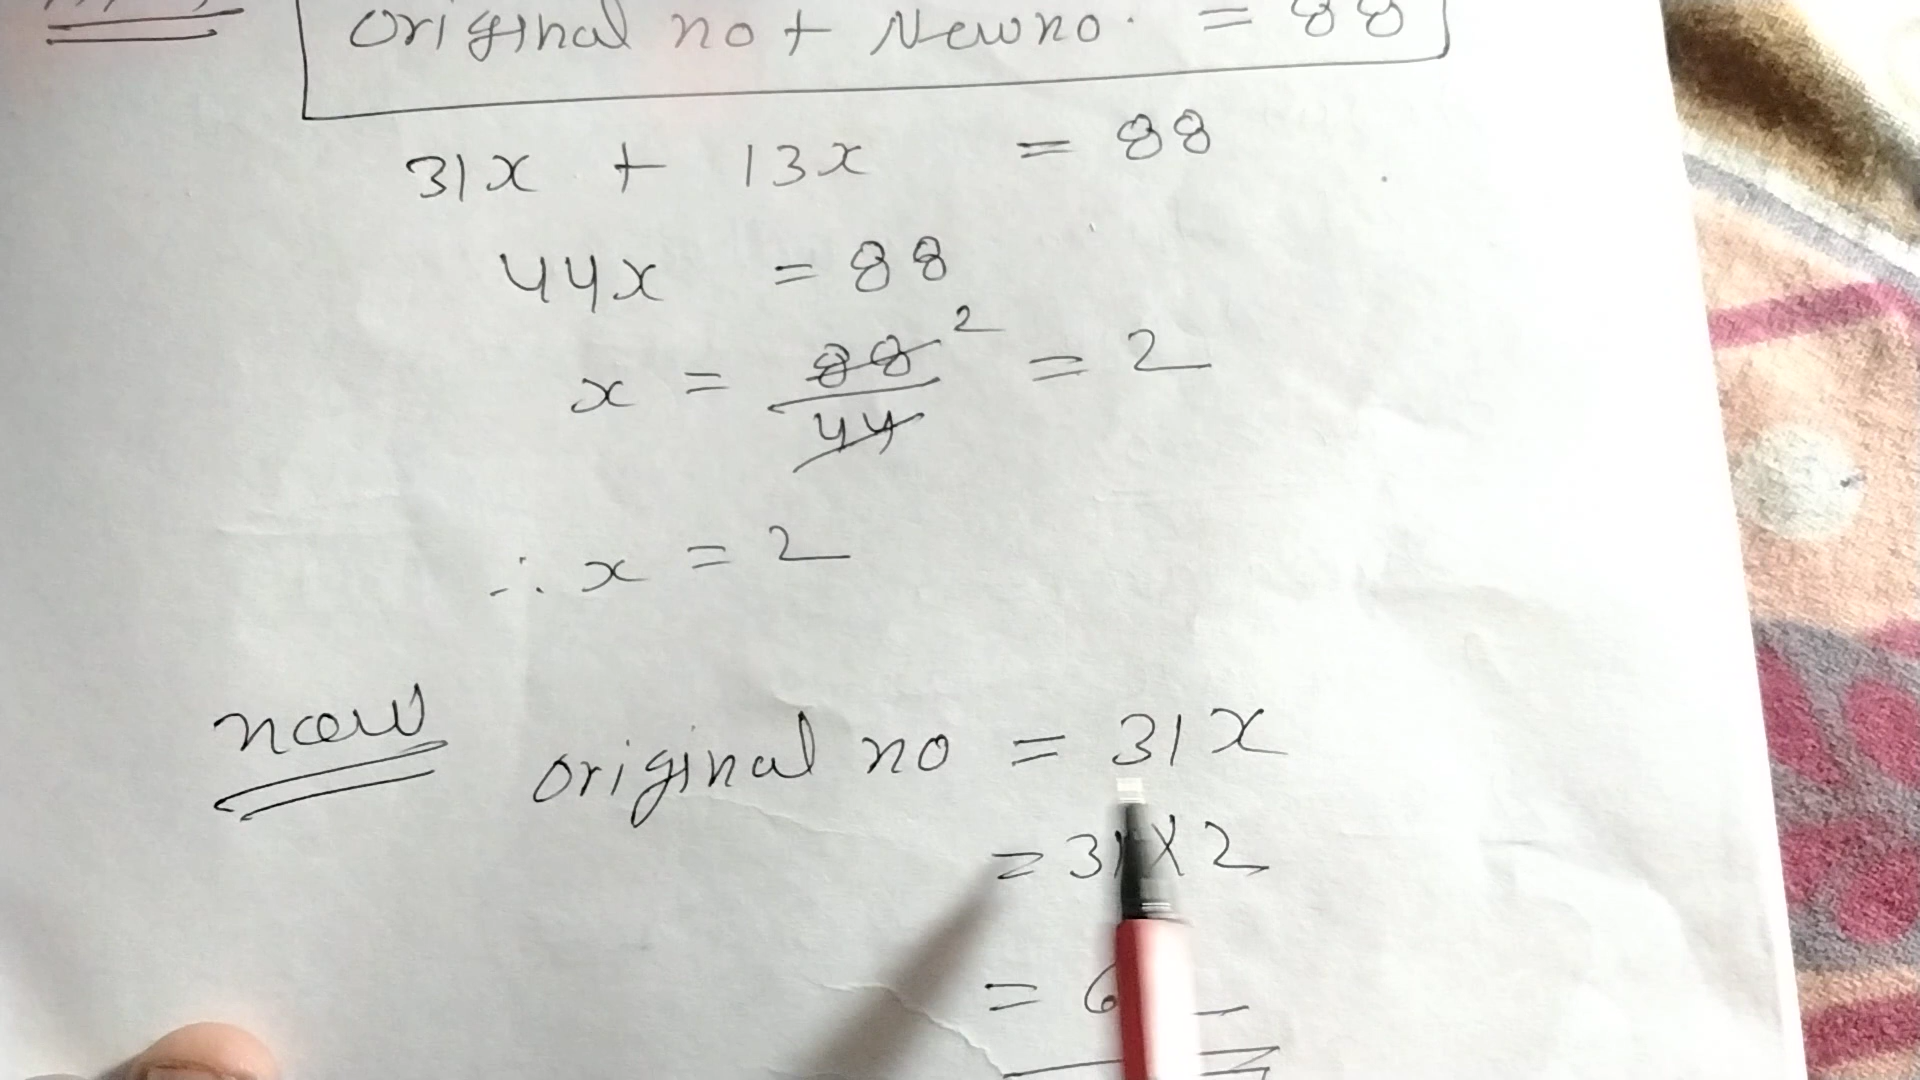 original no + New no. = 88
31x + 13x = 88
44x = 88
x = 88/44 2 = 2
∴ x = 2
now original no = 31x
= 31 X 2
= 6